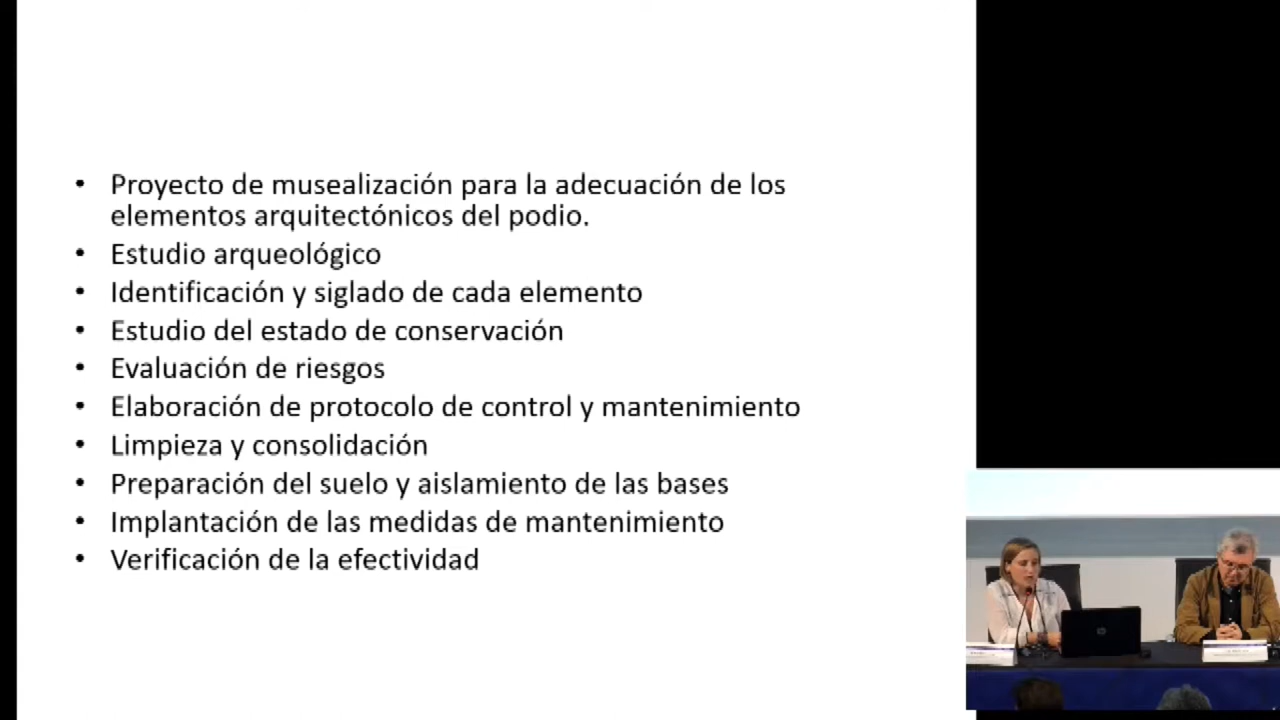 • Proyecto de musealización para la adecuación de los
elementos arquitectónicos del podio.
• Estudio arqueológico
• Identificación y siglado de cada elemento
• Estudio del estado de conservación
• Evaluación de riesgos
• Elaboración de protocolo de control y mantenimiento
• Limpieza y consolidación
• Preparación del suelo y aislamiento de las bases
• Implantación de las medidas de mantenimiento
• Verificación de la efectividad